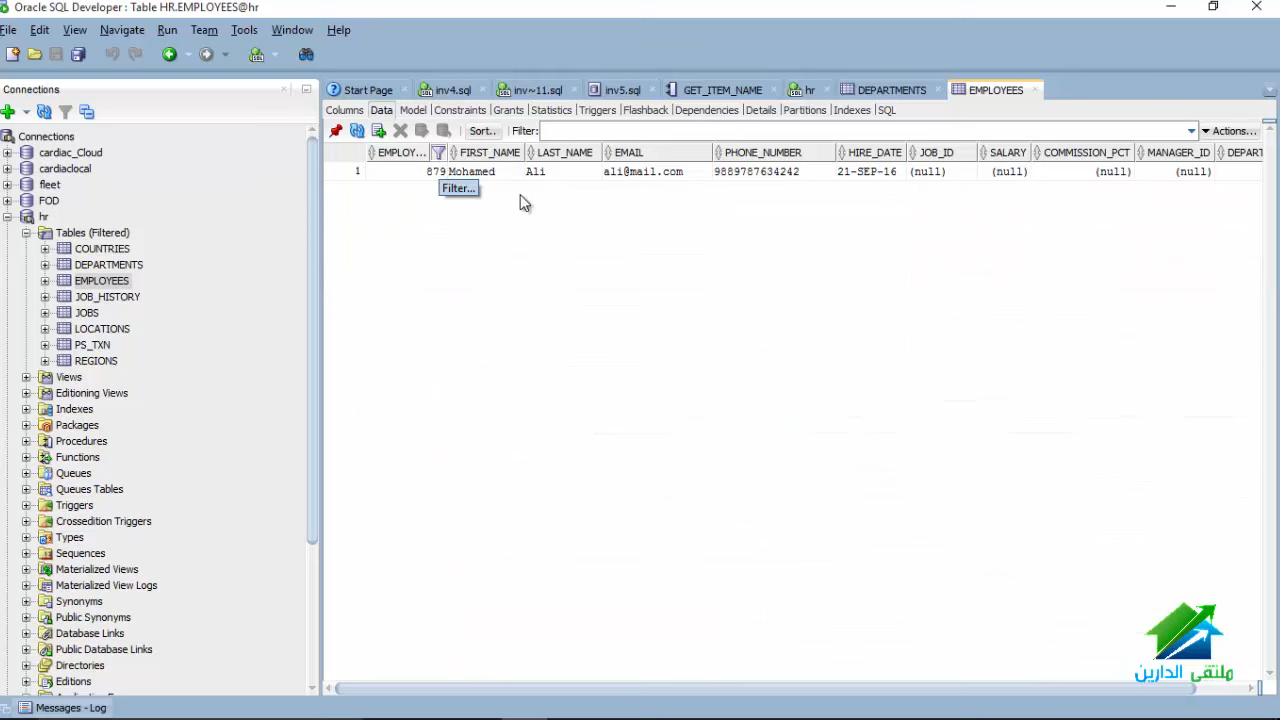 Oracle SQL Developer : Table HR.EMPLOYEES@hr
File Edit View Navigate Run Team Tools Window Help
Connections
Start Page inv4.sql inv~11.sql inv5.sql GET_ITEM_NAME hr DEPARTMENTS EMPLOYEES
Columns Data Model Constraints Grants Statistics Triggers Flashback Dependencies Details Partitions Indexes SQL
Sort.. Filter: Actions...
EMPLOY... FIRST_NAME LAST_NAME EMAIL PHONE_NUMBER HIRE_DATE JOB_ID SALARY COMMISSION_PCT MANAGER_ID DEPART
1 879 Mohamed Ali ali@mail.com 9889787634242 21-SEP-16 (null) (null) (null) (null)
Filter...
Connections
cardiac_Cloud
cardiaclocal
fleet
FOD
hr
Tables (Filtered)
COUNTRIES
DEPARTMENTS
EMPLOYEES
JOB_HISTORY
JOBS
LOCATIONS
PS_TXN
REGIONS
Views
Editioning Views
Indexes
Packages
Procedures
Functions
Queues
Queues Tables
Triggers
Crossedition Triggers
Types
Sequences
Materialized Views
Materialized View Logs
Synonyms
Public Synonyms
Database Links
Public Database Links
Directories
Editions
ملتقى الدارين
Messages - Log